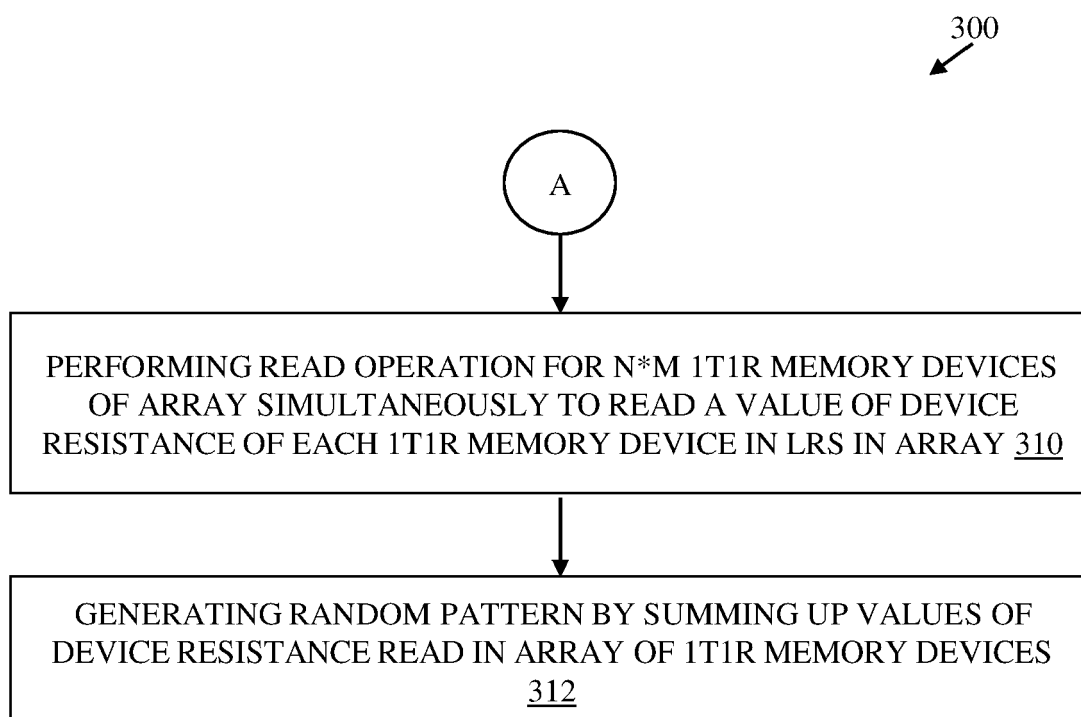 300
A
PERFORMING READ OPERATION FOR N*M 1T1R MEMORY DEVICES
OF ARRAY SIMULTANEOUSLY TO READ A VALUE OF DEVICE
RESISTANCE OF EACH 1T1R MEMORY DEVICE IN LRS IN ARRAY 310
GENERATING RANDOM PATTERN BY SUMMING UP VALUES OF
DEVICE RESISTANCE READ IN ARRAY OF 1T1R MEMORY DEVICES
312